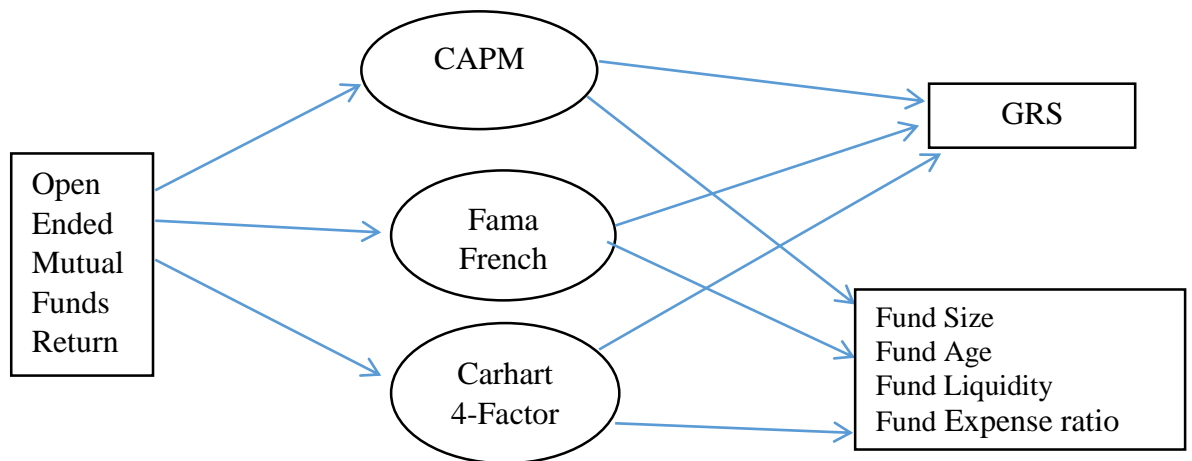 Open
Ended
Mutual
Funds
Return
CAPM
Fama
French
Carhart
4-Factor
GRS
Fund Size
Fund Age
Fund Liquidity
Fund Expense ratio